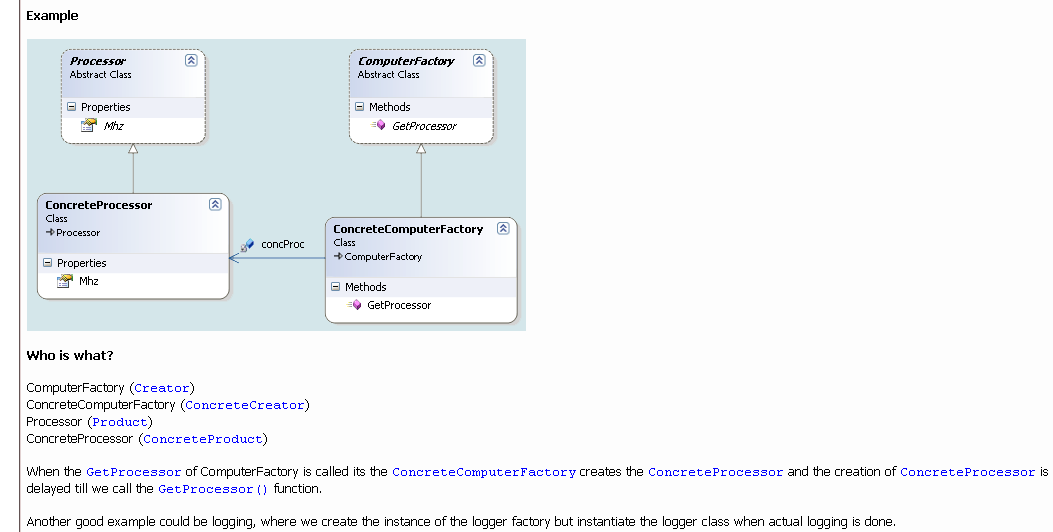 Example
Processor
Abstract Class
Properties
Mhz
ComputerFactory
Abstract Class
Methods
GetProcessor
ConcreteProcessor
Class
Processor
Properties
Mhz
concProc
ConcreteComputerFactory
Class
ComputerFactory
Methods
GetProcessor
Who is what?
ComputerFactory (Creator)
ConcreteComputerFactory (ConcreteCreator)
Processor (Product)
ConcreteProcessor (ConcreteProduct)
When the GetProcessor of ComputerFactory is called its the ConcreteComputerFactory creates the ConcreteProcessor and the creation of ConcreteProcessor is
delayed till we call the GetProcessor() function.
Another good example could be logging, where we create the instance of the logger factory but instantiate the logger class when actual logging is done.